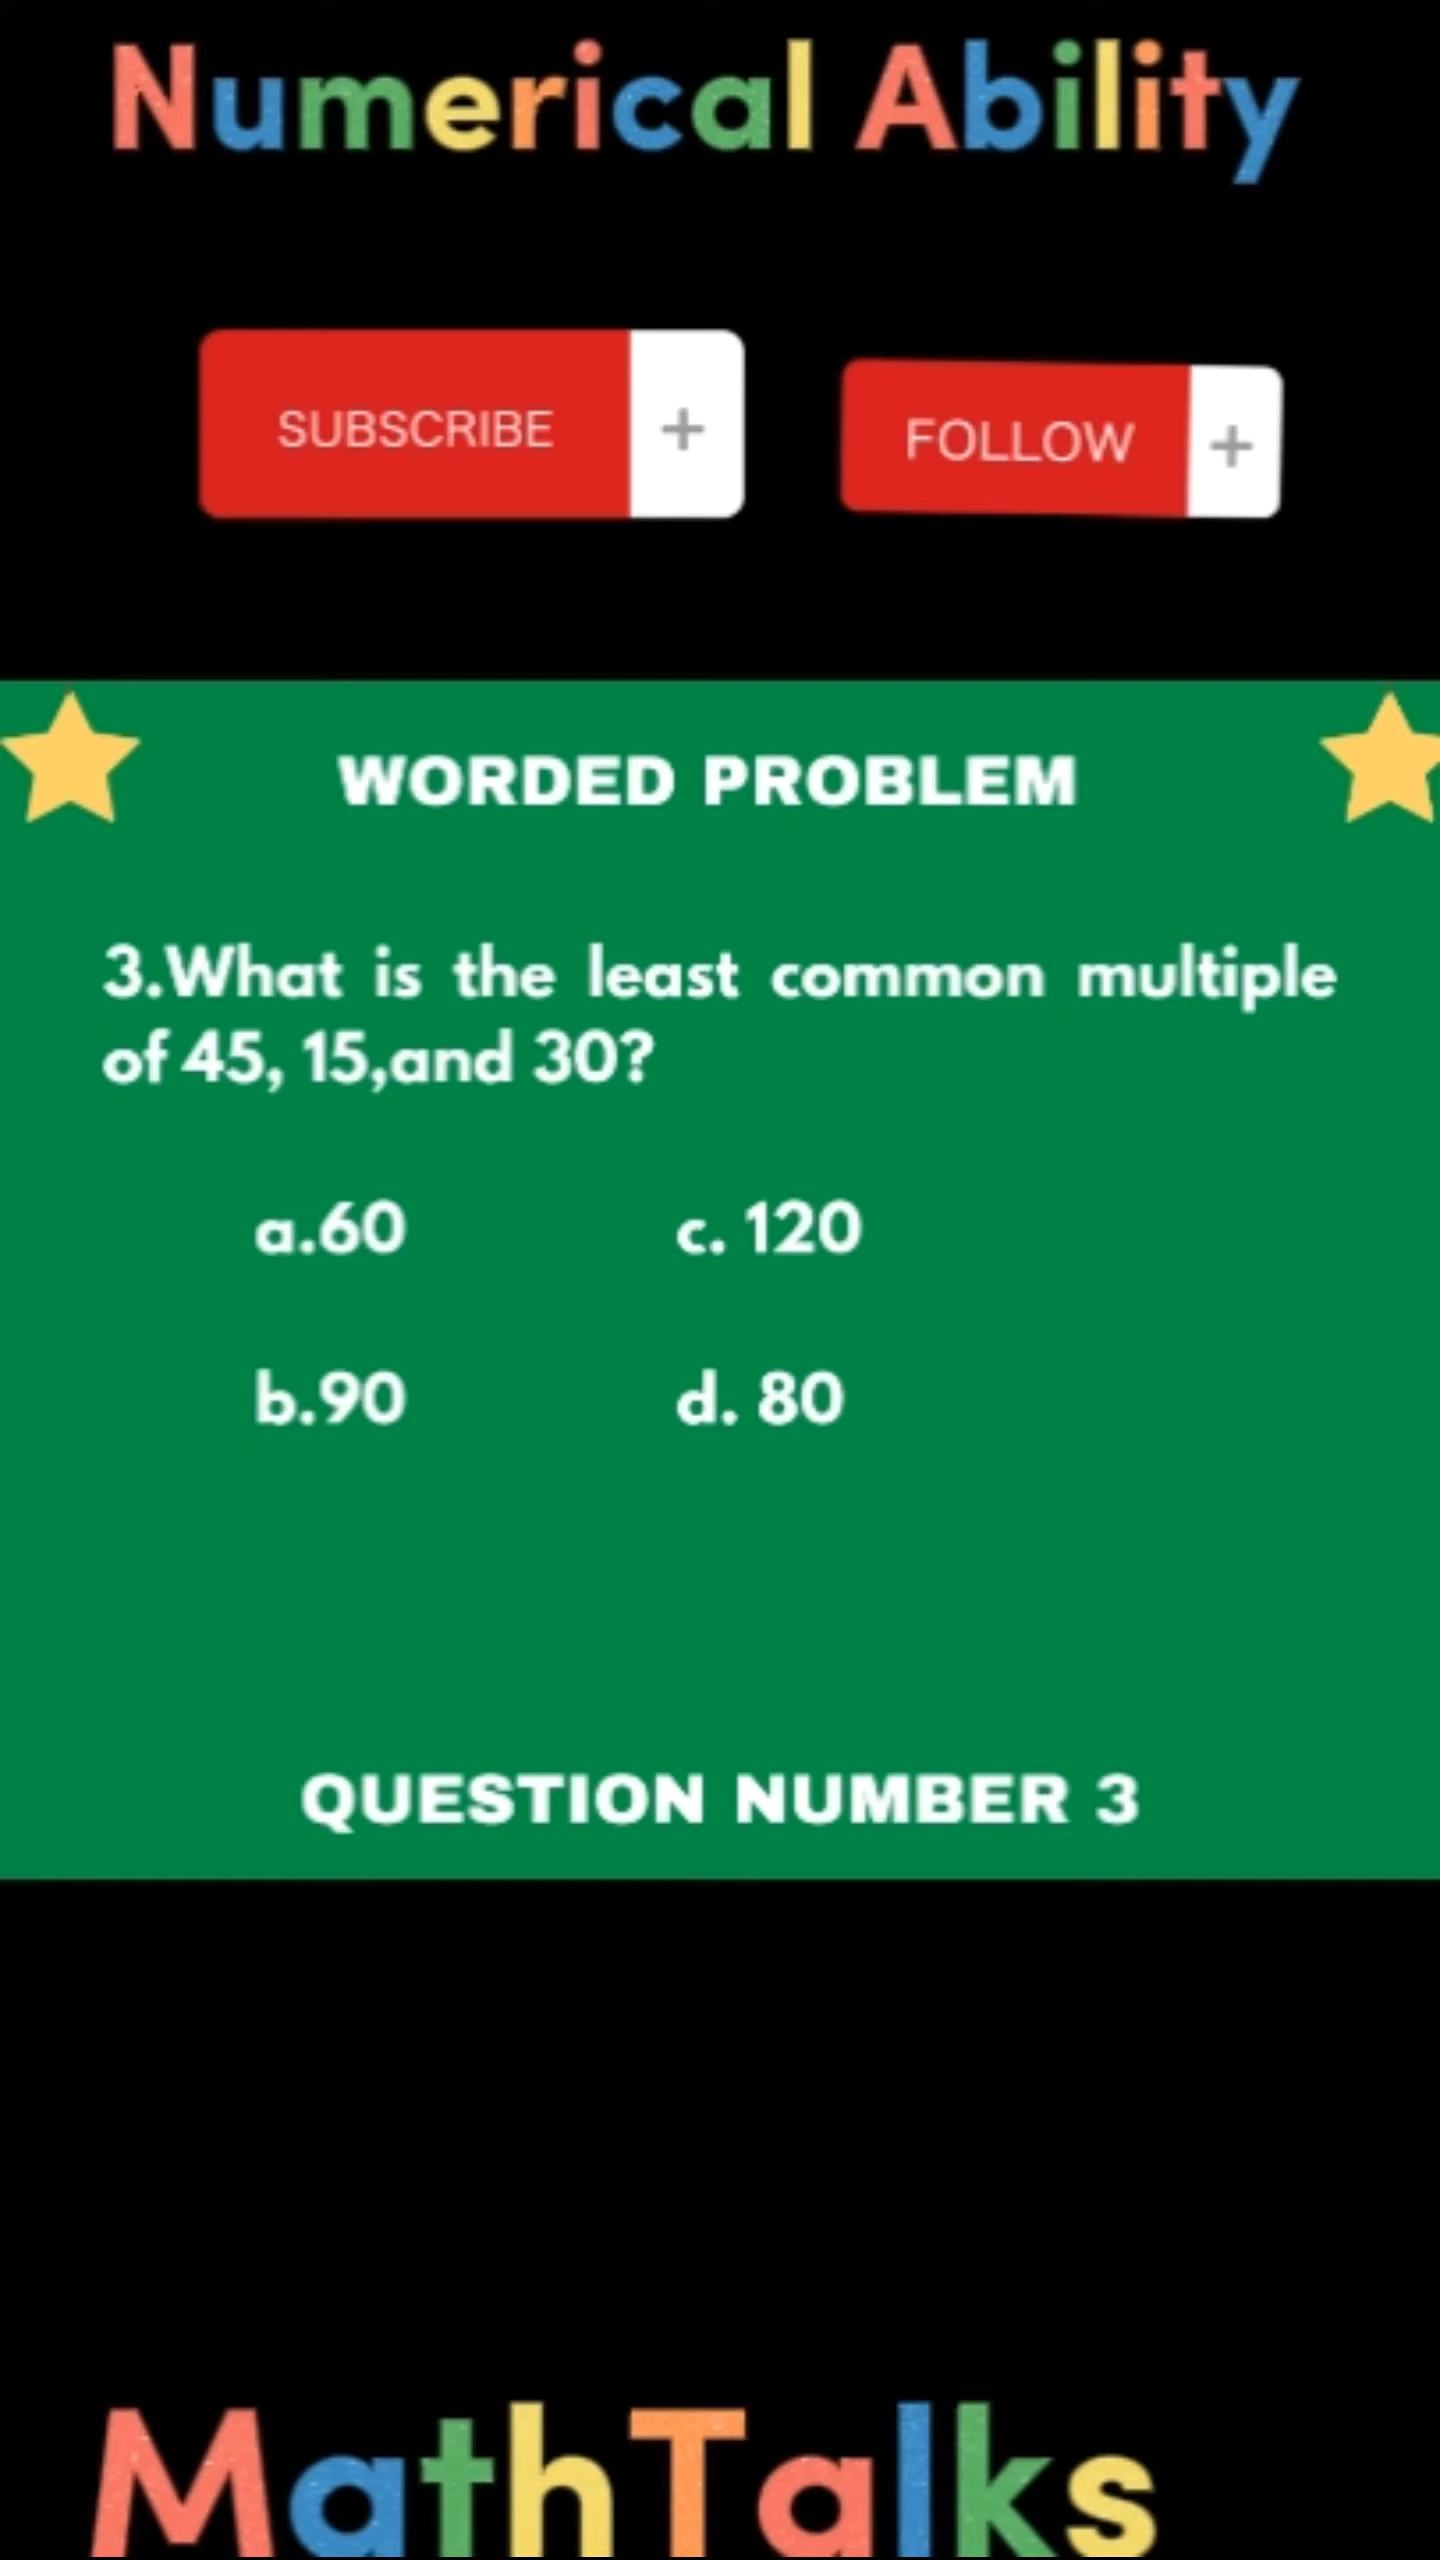 Numerical Ability
SUBSCRIBE +
FOLLOW +
WORDED PROBLEM
3.What is the least common multiple
of 45, 15,and 30?
a.60 c. 120
b.90 d. 80
QUESTION NUMBER 3
MathTalks